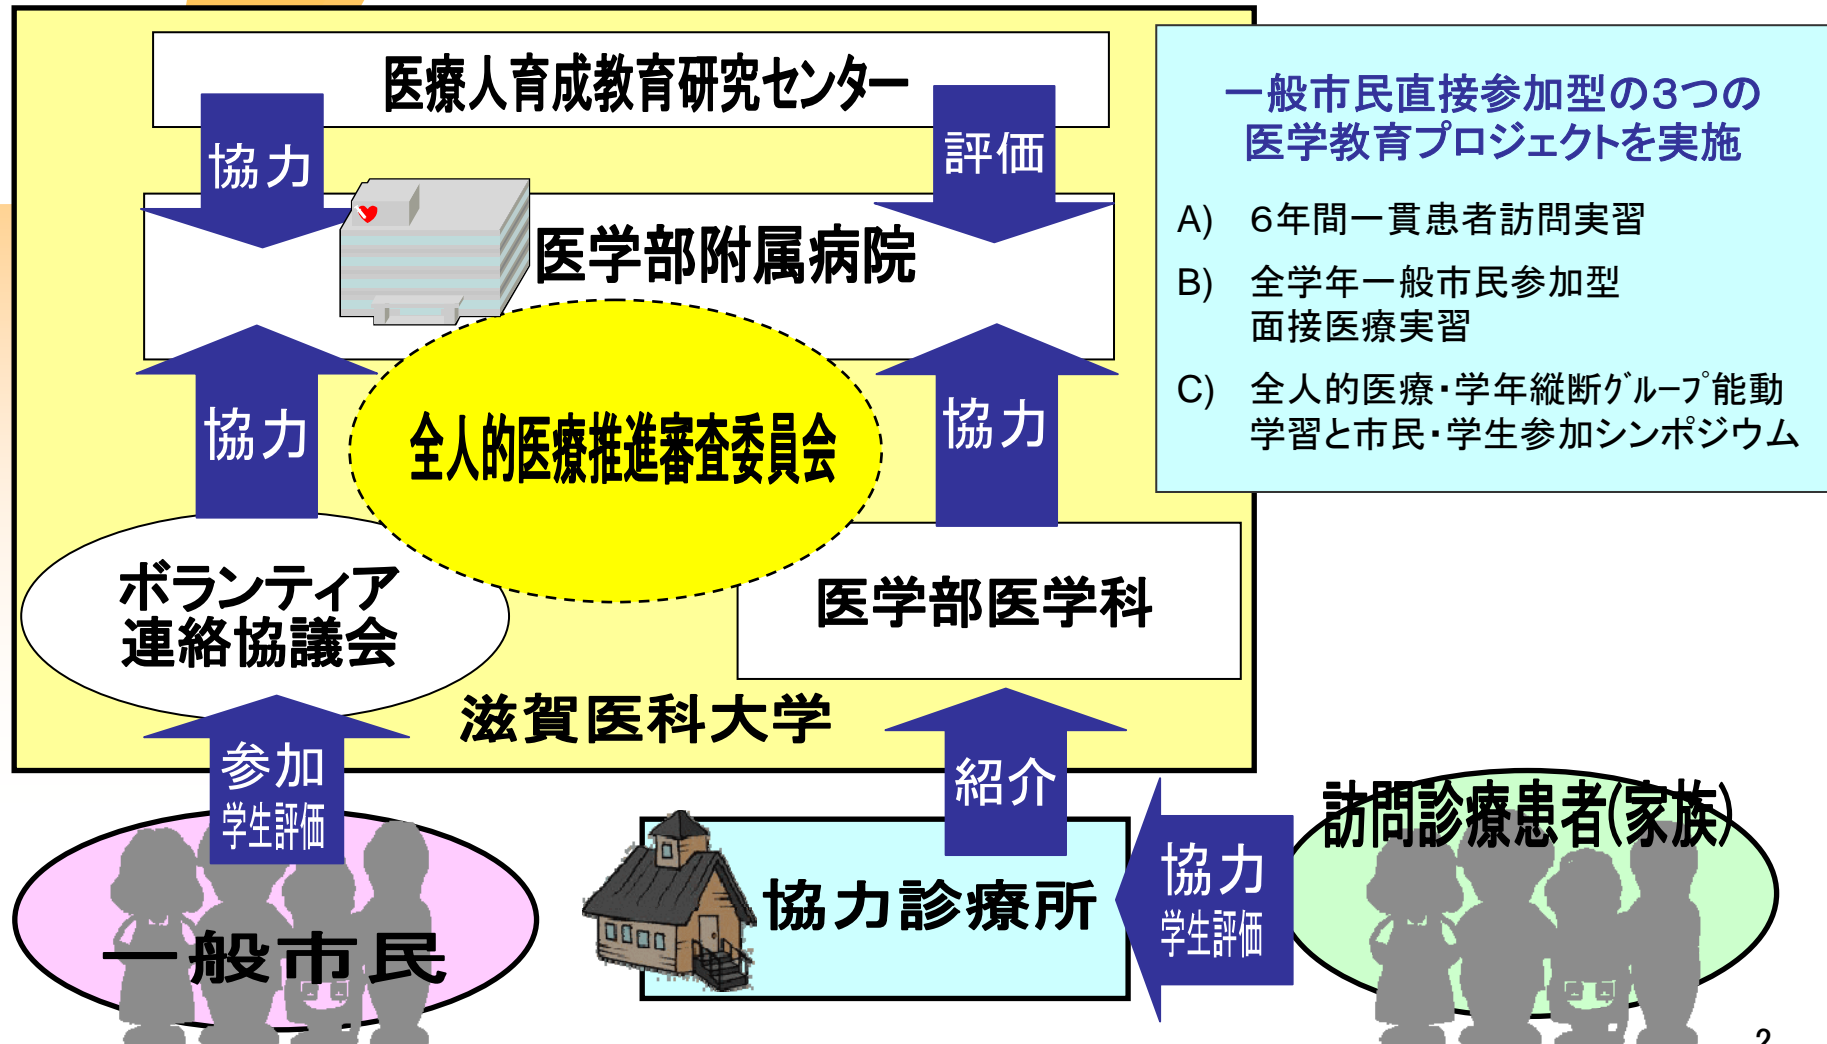 医療人育成教育研究センター
協力
評価
医学部附属病院
協力
全人的医療推進審査委員会
協力
ボランティア
連絡協議会
医学部医学科
滋賀医科大学
参加
学生評価
紹介
一般市民
協力診療所
協力
学生評価
訪問診療患者(家族)
一般市民直接参加型の3つの
医学教育プロジェクトを実施
A) 6年間一貫患者訪問実習
B) 全学年一般市民参加型
面接医療実習
C) 全人的医療・学年縦断グループ能動
学習と市民・学生参加シンポジウム
2